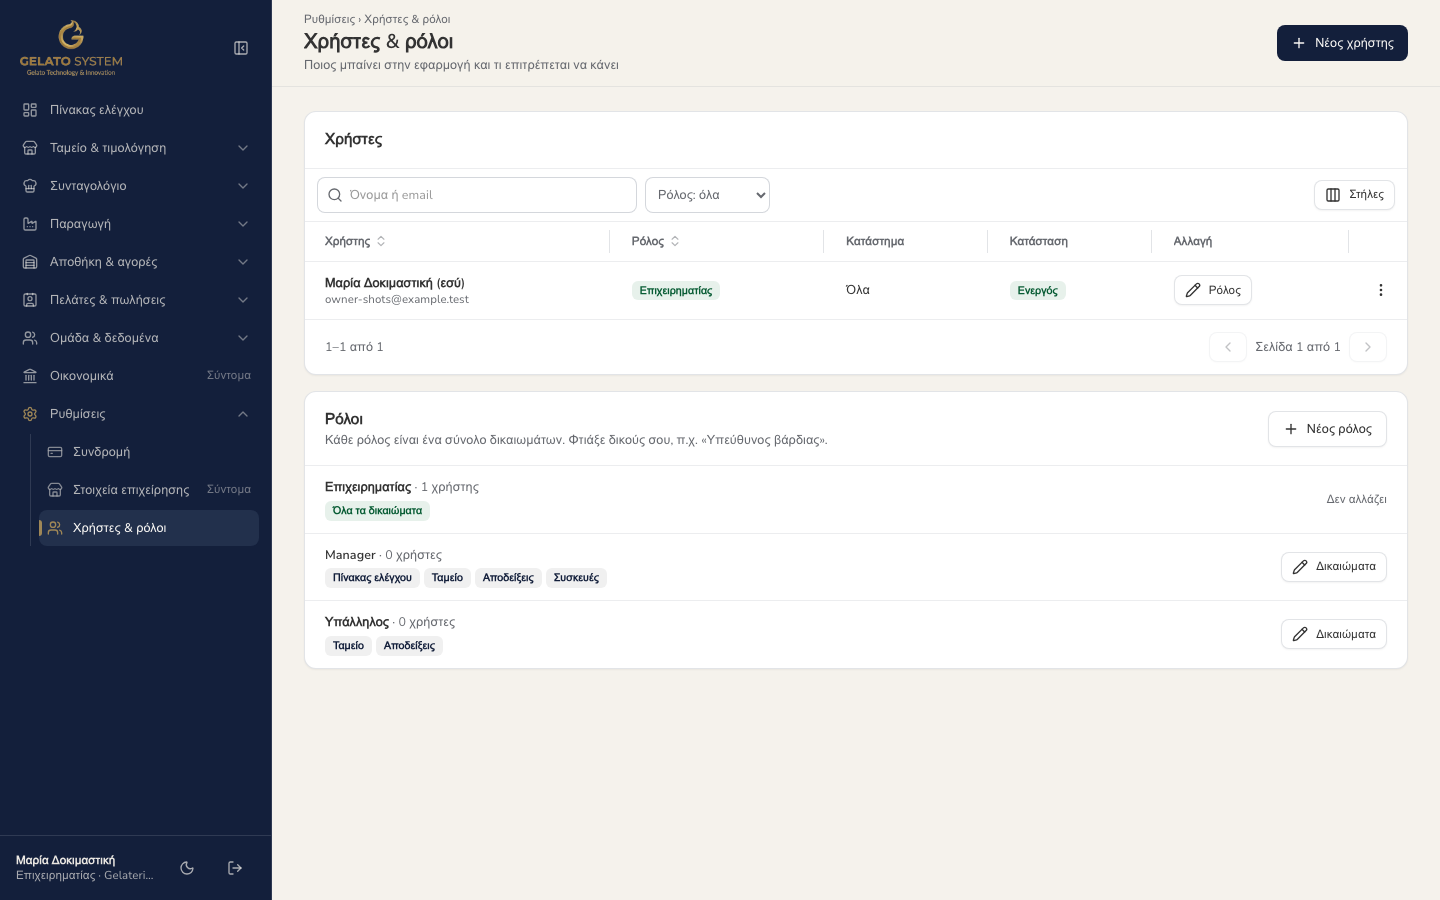 GELATO SYSTEM
Gelato Technology & Innovation
Πίνακας ελέγχου
Ταμείο & τιμολόγηση
Συνταγολόγιο
Παραγωγή
Αποθήκη & αγορές
Πελάτες & πωλήσεις
Ομάδα & δεδομένα
Οικονομικά Σύντομα
Ρυθμίσεις
Συνδρομή
Στοιχεία επιχείρησης Σύντομα
Χρήστες & ρόλοι
Μαρία Δοκιμαστική
Επιχειρηματίας · Gelateri...
Ρυθμίσεις › Χρήστες & ρόλοι
Χρήστες & ρόλοι
Ποιος μπαίνει στην εφαρμογή και τι επιτρέπεται να κάνει
Νέος χρήστης
Χρήστες
Όνομα ή email
Ρόλος: όλα
Στήλες
Χρήστης Ρόλος Κατάστημα Κατάσταση Αλλαγή
Μαρία Δοκιμαστική (εσύ)
owner-shots@example.test
Επιχειρηματίας Όλα Ενεργός Ρόλος
1–1 από 1
Σελίδα 1 από 1
Ρόλοι
Κάθε ρόλος είναι ένα σύνολο δικαιωμάτων. Φτιάξε δικούς σου, π.χ. «Υπεύθυνος βάρδιας».
Νέος ρόλος
Επιχειρηματίας · 1 χρήστης
Όλα τα δικαιώματα
Δεν αλλάζει
Manager · 0 χρήστες
Πίνακας ελέγχου Ταμείο Αποδείξεις Συσκευές
Δικαιώματα
Υπάλληλος · 0 χρήστες
Ταμείο Αποδείξεις
Δικαιώματα